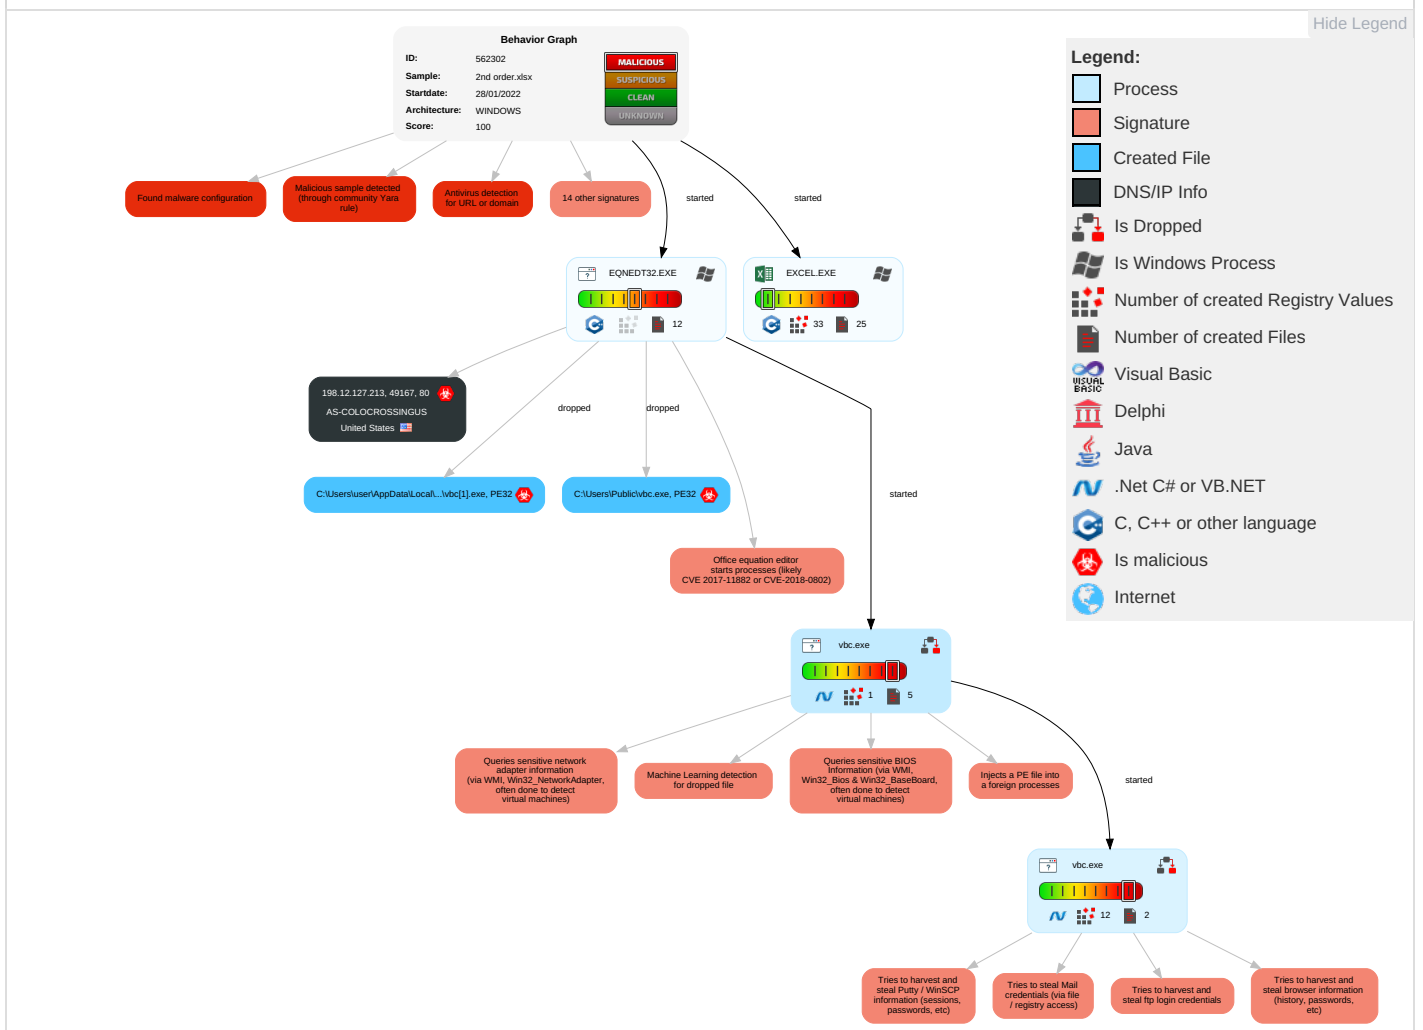 Hide Legend
Behavior Graph
ID: 562302
Sample: 2nd order.xlsx
Startdate: 28/01/2022
Architecture: WINDOWS
Score: 100
MALICIOUS
SUSPICIOUS
CLEAN
UNKNOWN
Legend:
Process
Signature
Created File
DNS/IP Info
Is Dropped
Is Windows Process
Number of created Registry Values
Number of created Files
Visual Basic
Delphi
Java
.Net C# or VB.NET
C, C++ or other language
Is malicious
Internet
VISUAL
BASIC
Found malware configuration
Malicious sample detected
(through community Yara
rule)
Antivirus detection
for URL or domain
14 other signatures
started
started
EQNEDT32.EXE
12
EXCEL.EXE
33
25
198.12.127.213, 49167, 80
AS-COLOCROSSINGUS
United States
dropped
dropped
C:\Users\user\AppData\Local\...\vbc[1].exe, PE32
C:\Users\Public\vbc.exe, PE32
started
Office equation editor
starts processes (likely
CVE 2017-11882 or CVE-2018-0802)
vbc.exe
1
5
Queries sensitive network
adapter information
(via WMI, Win32_NetworkAdapter,
often done to detect
virtual machines)
Machine Learning detection
for dropped file
Queries sensitive BIOS
Information (via WMI,
Win32_Bios & Win32_BaseBoard,
often done to detect
virtual machines)
Injects a PE file into
a foreign processes
started
vbc.exe
12
2
Tries to harvest and
steal Putty / WinSCP
information (sessions,
passwords, etc)
Tries to steal Mail
credentials (via file
/ registry access)
Tries to harvest and
steal ftp login credentials
Tries to harvest and
steal browser information
(history, passwords,
etc)